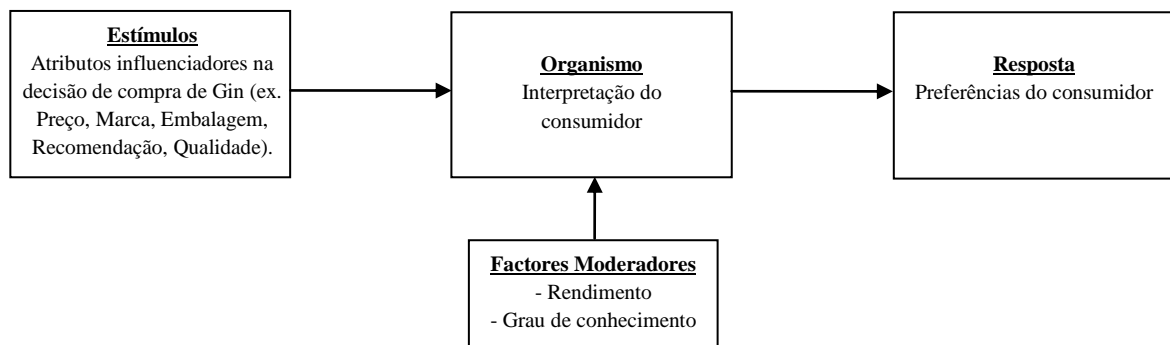 Estímulos
Atributos influenciadores na
decisão de compra de Gin (ex.
Preço, Marca, Embalagem,
Recomendação, Qualidade).
Organismo
Interpretação do
consumidor
Resposta
Preferências do consumidor
Factores Moderadores
- Rendimento
- Grau de conhecimento